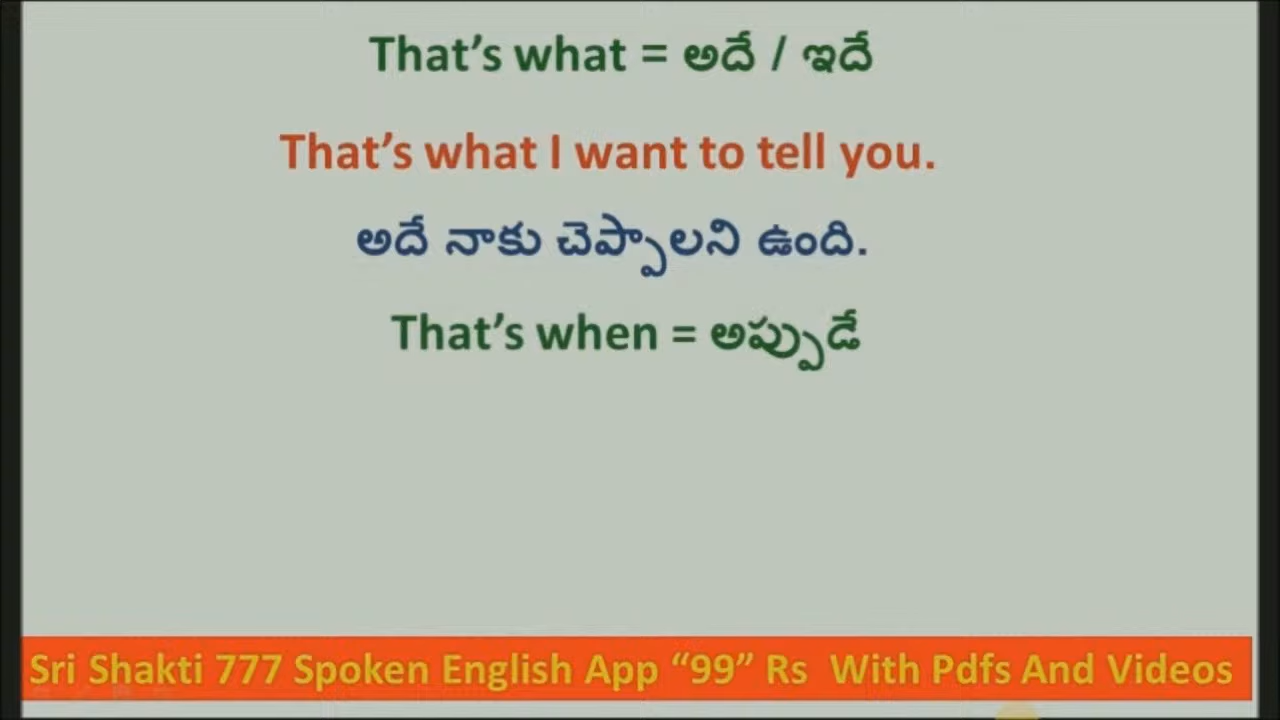 That’s what = అదే / ఇదే
That’s what I want to tell you.
అదే నాకు చెప్పాలని ఉంది.
That’s when = అప్పుడే
Sri Shakti 777 Spoken English App “99” Rs With Pdfs And Videos